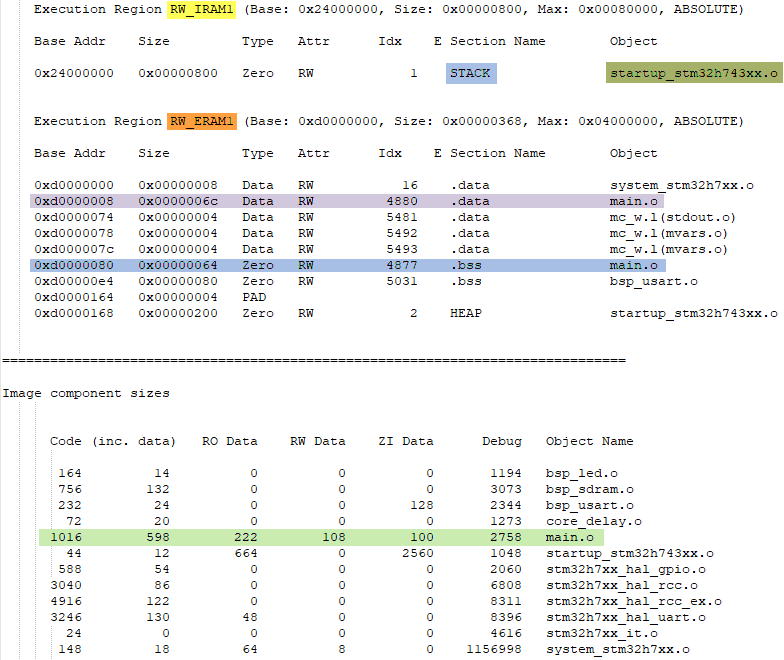 Execution Region RW_IRAM1 (Base: 0x24000000, Size: 0x00000800, Max: 0x00080000, ABSOLUTE)
Base Addr Size Type Attr Idx E Section Name Object
0x24000000 0x00000800 Zero RW 1 STACK startup_stm32h743xx.o
Execution Region RW_ERAM1 (Base: 0xd0000000, Size: 0x00000368, Max: 0x04000000, ABSOLUTE)
Base Addr Size Type Attr Idx E Section Name Object
0xd0000000 0x00000008 Data RW 16 .data system_stm32h7xx.o
0xd0000008 0x0000006c Data RW 4880 .data main.o
0xd0000074 0x00000004 Data RW 5481 .data mc_w.l(stdout.o)
0xd0000078 0x00000004 Data RW 5492 .data mc_w.l(mvars.o)
0xd000007c 0x00000004 Data RW 5493 .data mc_w.l(mvars.o)
0xd0000080 0x00000064 Zero RW 4877 .bss main.o
0xd00000e4 0x00000080 Zero RW 5031 .bss bsp_usart.o
0xd0000164 0x00000004 PAD
0xd0000168 0x00000200 Zero RW 2 HEAP startup_stm32h743xx.o
==============================================================================
Image component sizes
Code (inc. data) RO Data RW Data ZI Data Debug Object Name
164 14 0 0 0 1194 bsp_led.o
756 132 0 0 0 3073 bsp_sdram.o
232 24 0 0 128 2344 bsp_usart.o
72 20 0 0 0 1273 core_delay.o
1016 598 222 108 100 2758 main.o
44 12 664 0 2560 1048 startup_stm32h743xx.o
588 54 0 0 0 2060 stm32h7xx_hal_gpio.o
3040 86 0 0 0 6808 stm32h7xx_hal_rcc.o
4916 122 0 0 0 8311 stm32h7xx_hal_rcc_ex.o
3246 130 48 0 0 8396 stm32h7xx_hal_uart.o
24 0 0 0 0 4616 stm32h7xx_it.o
148 18 64 8 0 1156998 system_stm32h7xx.o